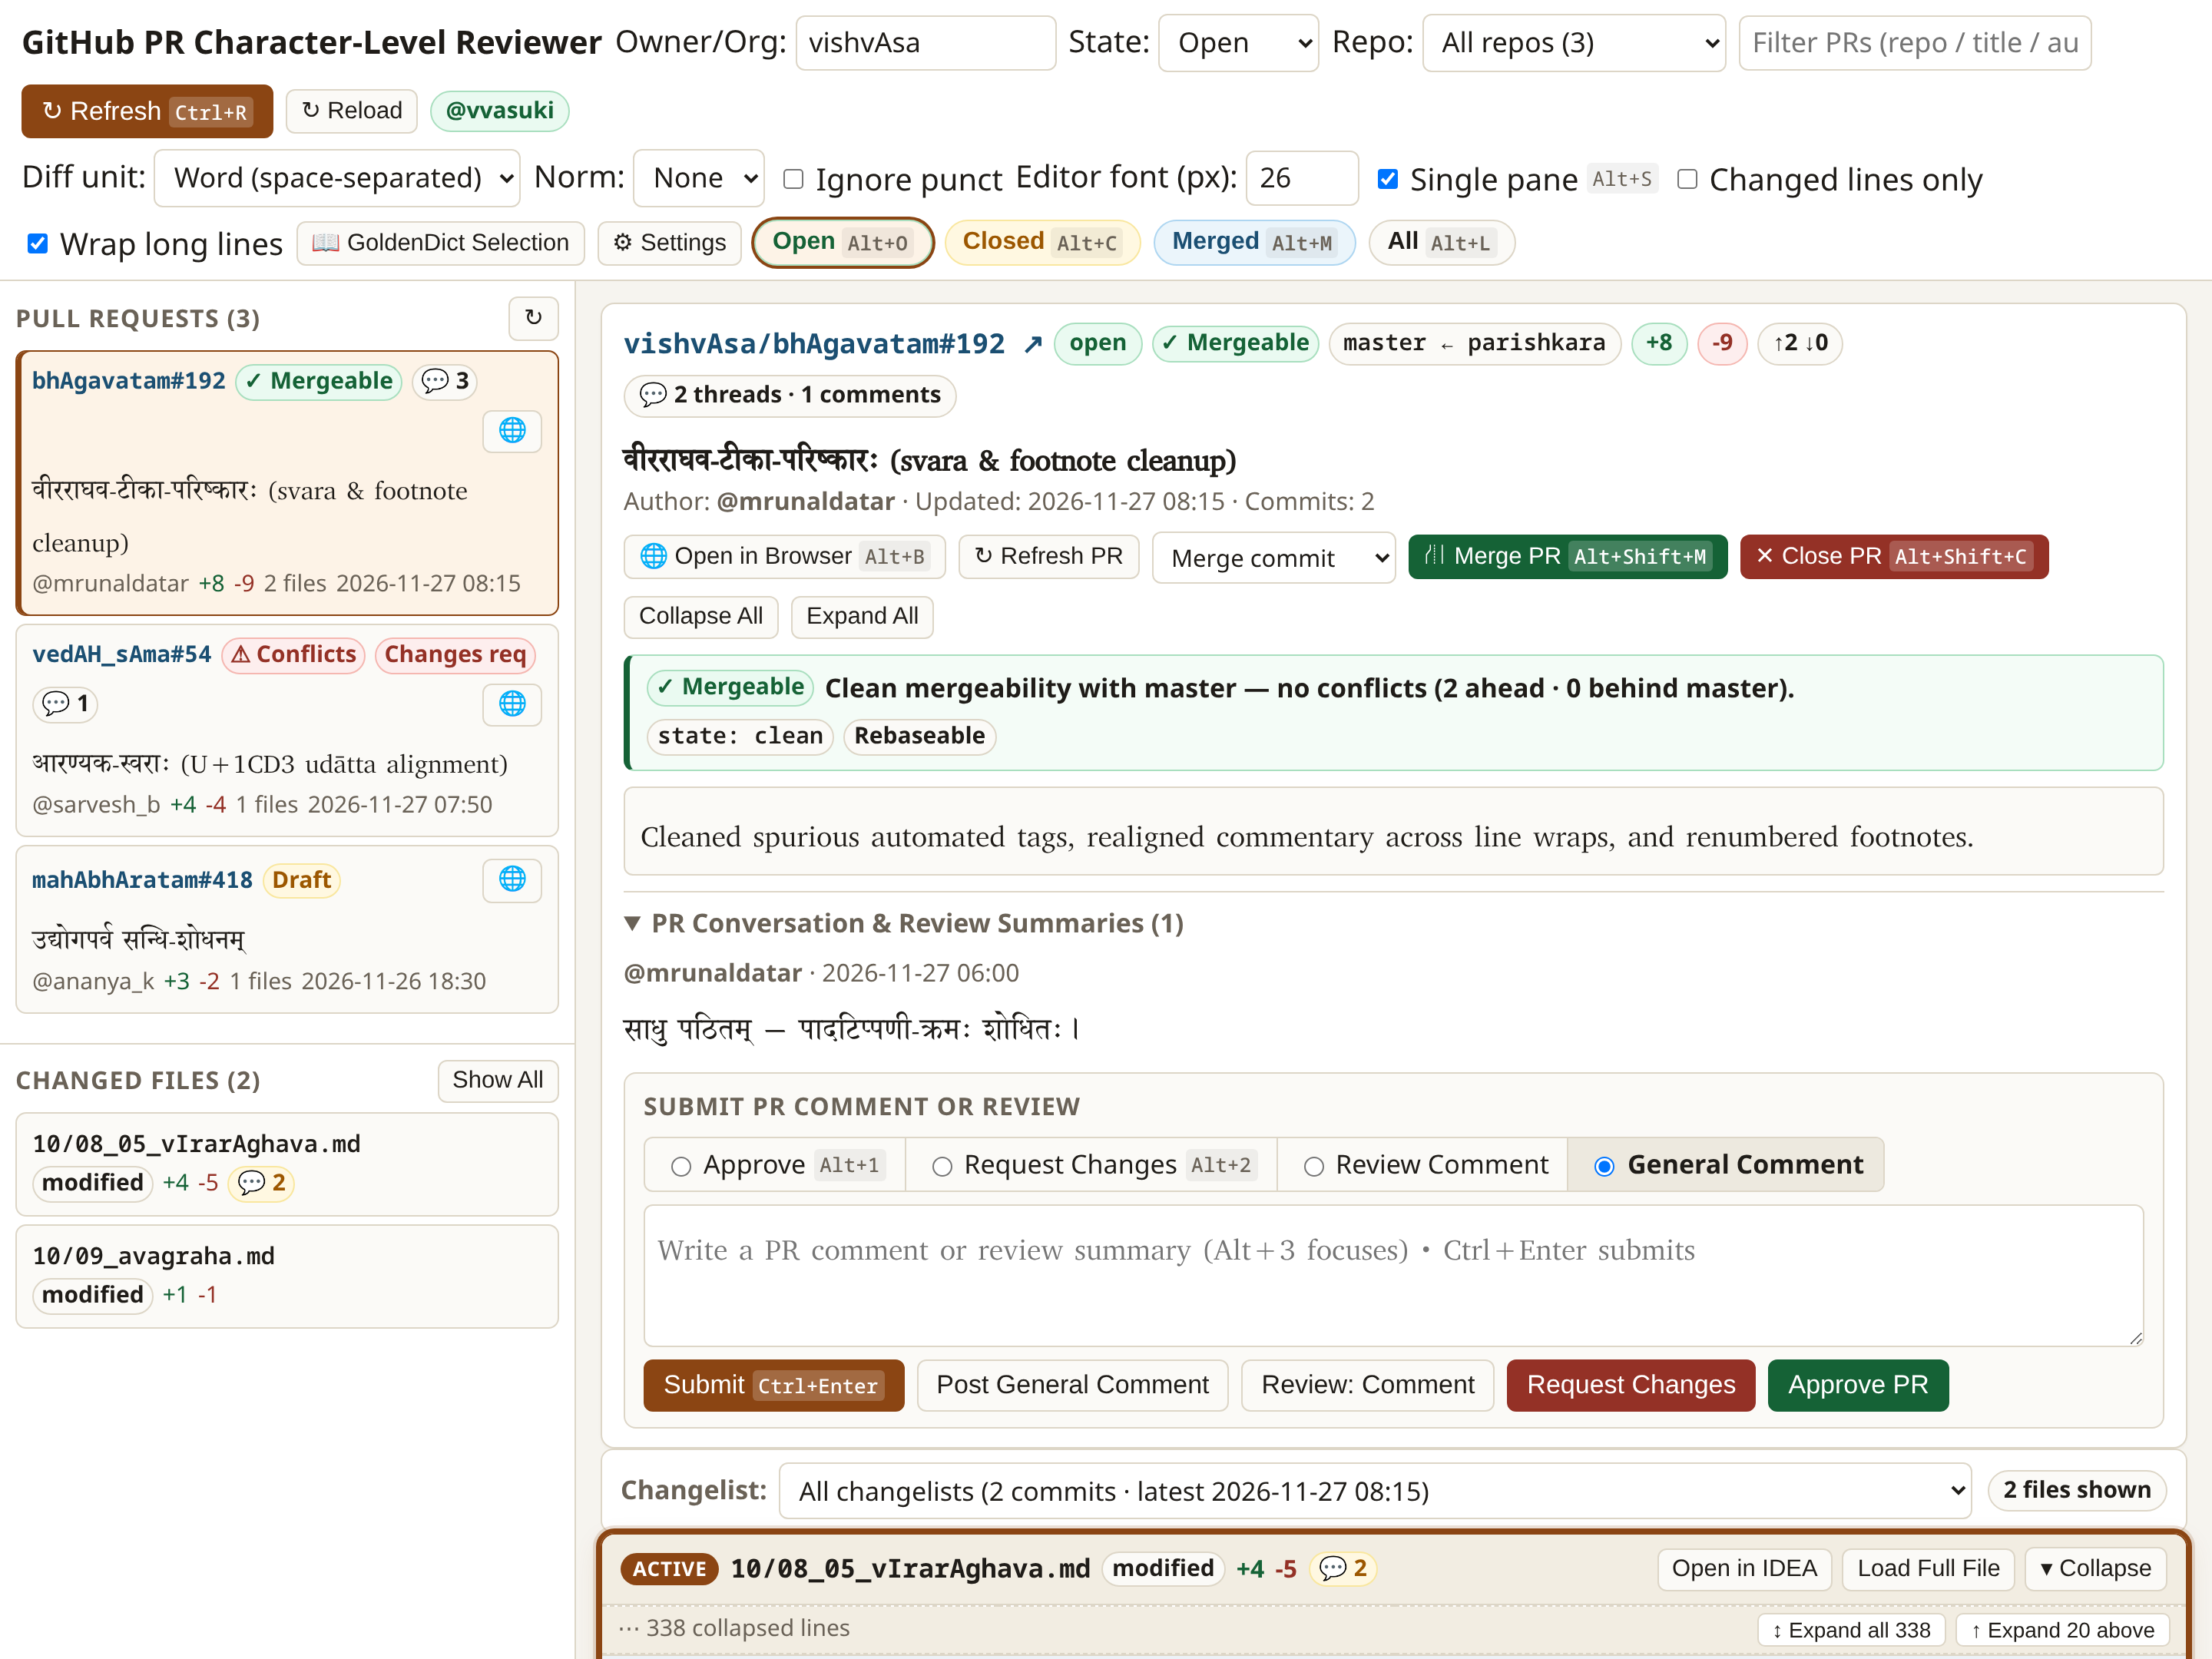 GitHub PR Character-Level Reviewer Owner/Org: vishvAsa State: Open Repo: All repos (3) Filter PRs (repo / title / au
↻ Refresh Ctrl+R ↻ Reload @vvasuki
Diff unit: Word (space-separated) Norm: None Ignore punct Editor font (px): 26 Single pane Alt+S Changed lines only
Wrap long lines 📖 GoldenDict Selection ⚙ Settings Open Alt+O Closed Alt+C Merged Alt+M All Alt+L
PULL REQUESTS (3) ↻
bhAgavatam#192 ✓ Mergeable 💬 3
🌐
वीरराघव-टीका-परिष्कारः (svara & footnote
cleanup)
@mrunaldatar +8 -9 2 files 2026-11-27 08:15
vedAH_sAma#54 ⚠ Conflicts Changes req
💬 1 🌐
आरण्यक-स्वराः (U+1CD3 udātta alignment)
@sarvesh_b +4 -4 1 files 2026-11-27 07:50
mahAbhAratam#418 Draft 🌐
उद्योगपर्व सन्धि-शोधनम्
@ananya_k +3 -2 1 files 2026-11-26 18:30
CHANGED FILES (2) Show All
10/08_05_vIrarAghava.md
modified +4 -5 💬 2
10/09_avagraha.md
modified +1 -1
vishvAsa/bhAgavatam#192 ↗ open ✓ Mergeable master ← parishkara +8 -9 ↑2 ↓0
💬 2 threads · 1 comments
वीरराघव-टीका-परिष्कारः (svara & footnote cleanup)
Author: @mrunaldatar · Updated: 2026-11-27 08:15 · Commits: 2
🌐 Open in Browser Alt+B ↻ Refresh PR Merge commit Merge PR Alt+Shift+M ✕ Close PR Alt+Shift+C
Collapse All Expand All
✓ Mergeable Clean mergeability with master — no conflicts (2 ahead · 0 behind master).
state: clean Rebaseable
Cleaned spurious automated tags, realigned commentary across line wraps, and renumbered footnotes.
▼ PR Conversation & Review Summaries (1)
@mrunaldatar · 2026-11-27 06:00
साधु पठितम् — पादटिप्पणी-क्रमः शोधितः।
SUBMIT PR COMMENT OR REVIEW
Approve Alt+1 Request Changes Alt+2 Review Comment General Comment
Write a PR comment or review summary (Alt+3 focuses) • Ctrl+Enter submits
Submit Ctrl+Enter Post General Comment Review: Comment Request Changes Approve PR
Changelist: All changelists (2 commits · latest 2026-11-27 08:15) 2 files shown
ACTIVE 10/08_05_vIrarAghava.md modified +4 -5 💬 2 Open in IDEA Load Full File ▾ Collapse
⋯ 338 collapsed lines ↕ Expand all 338 ↑ Expand 20 above